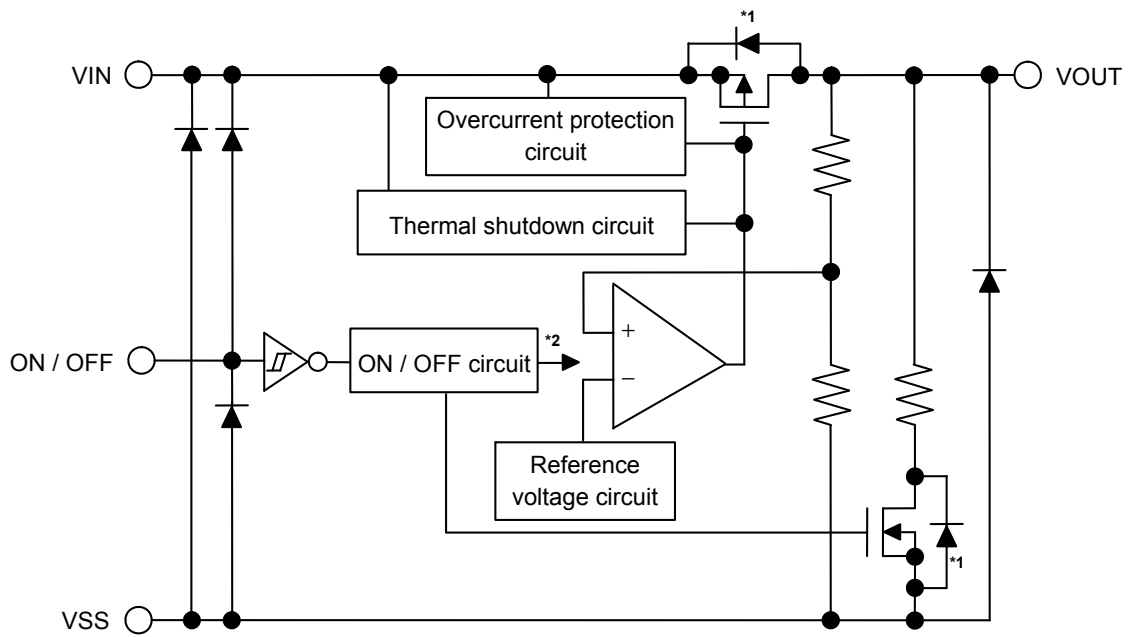 *1
VIN
VOUT
Overcurrent protection
circuit
Thermal shutdown circuit
+
*2
ON / OFF
ON / OFF circuit
−
Reference
voltage circuit
*1
VSS